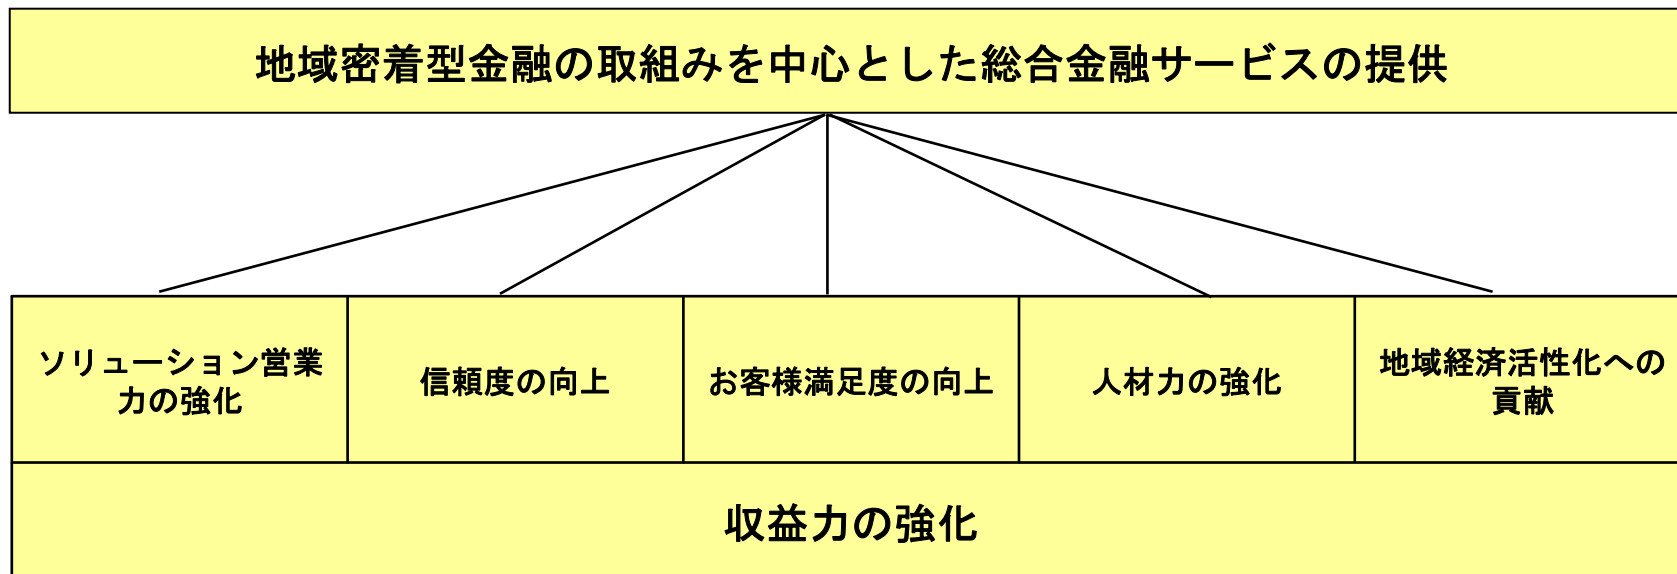 地域密着型金融の取組みを中心とした総合金融サービスの提供
ソリューション営業
力の強化
信頼度の向上
お客様満足度の向上
人材力の強化
地域経済活性化への
貢献
収益力の強化